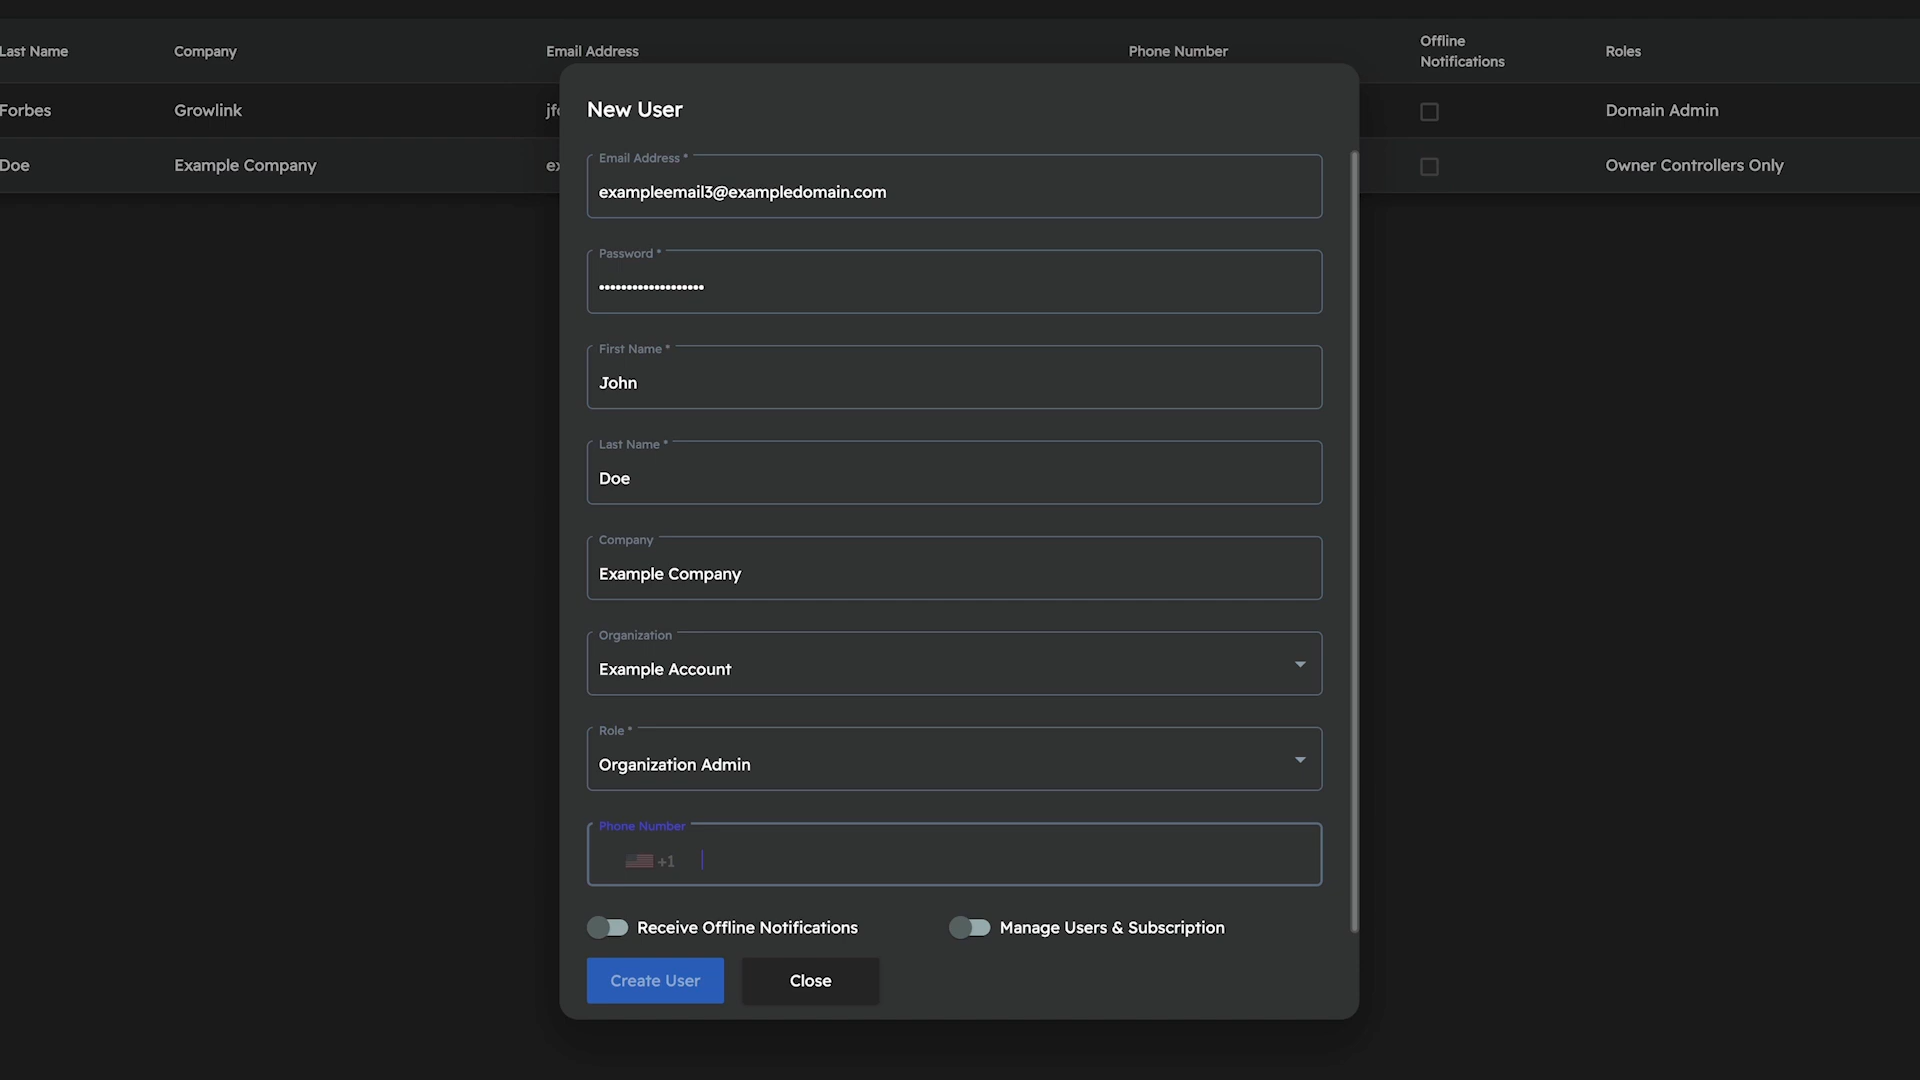 Last Name Company Email Address Phone Number Offline Notifications Roles
Forbes Growlink Domain Admin
Doe Example Company Owner Controllers Only
New User
Email Address *
exampleemail3@exampledomain.com
Password *
•••••••••••••••••••
First Name *
John
Last Name *
Doe
Company
Example Company
Organization
Example Account
Role *
Organization Admin
Phone Number
+1
Receive Offline Notifications Manage Users & Subscription
Create User Close